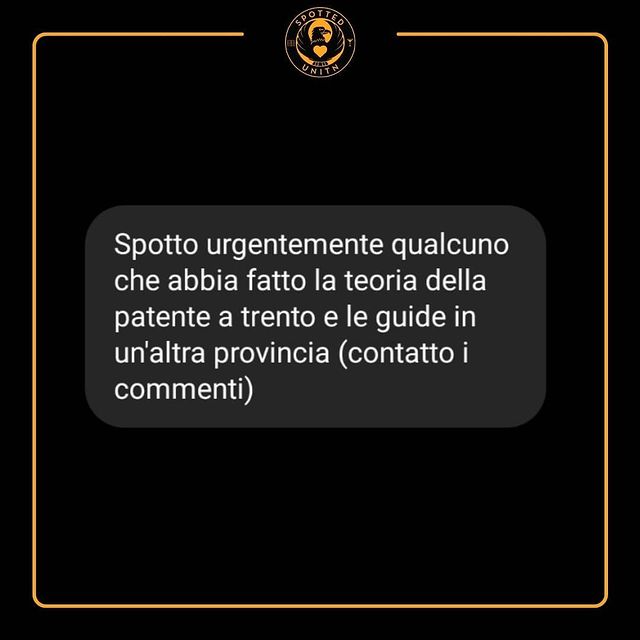 SPOTTED
UNITN
Spotto urgentemente qualcuno
che abbia fatto la teoria della
patente a trento e le guide in
un'altra provincia (contatto i
commenti)